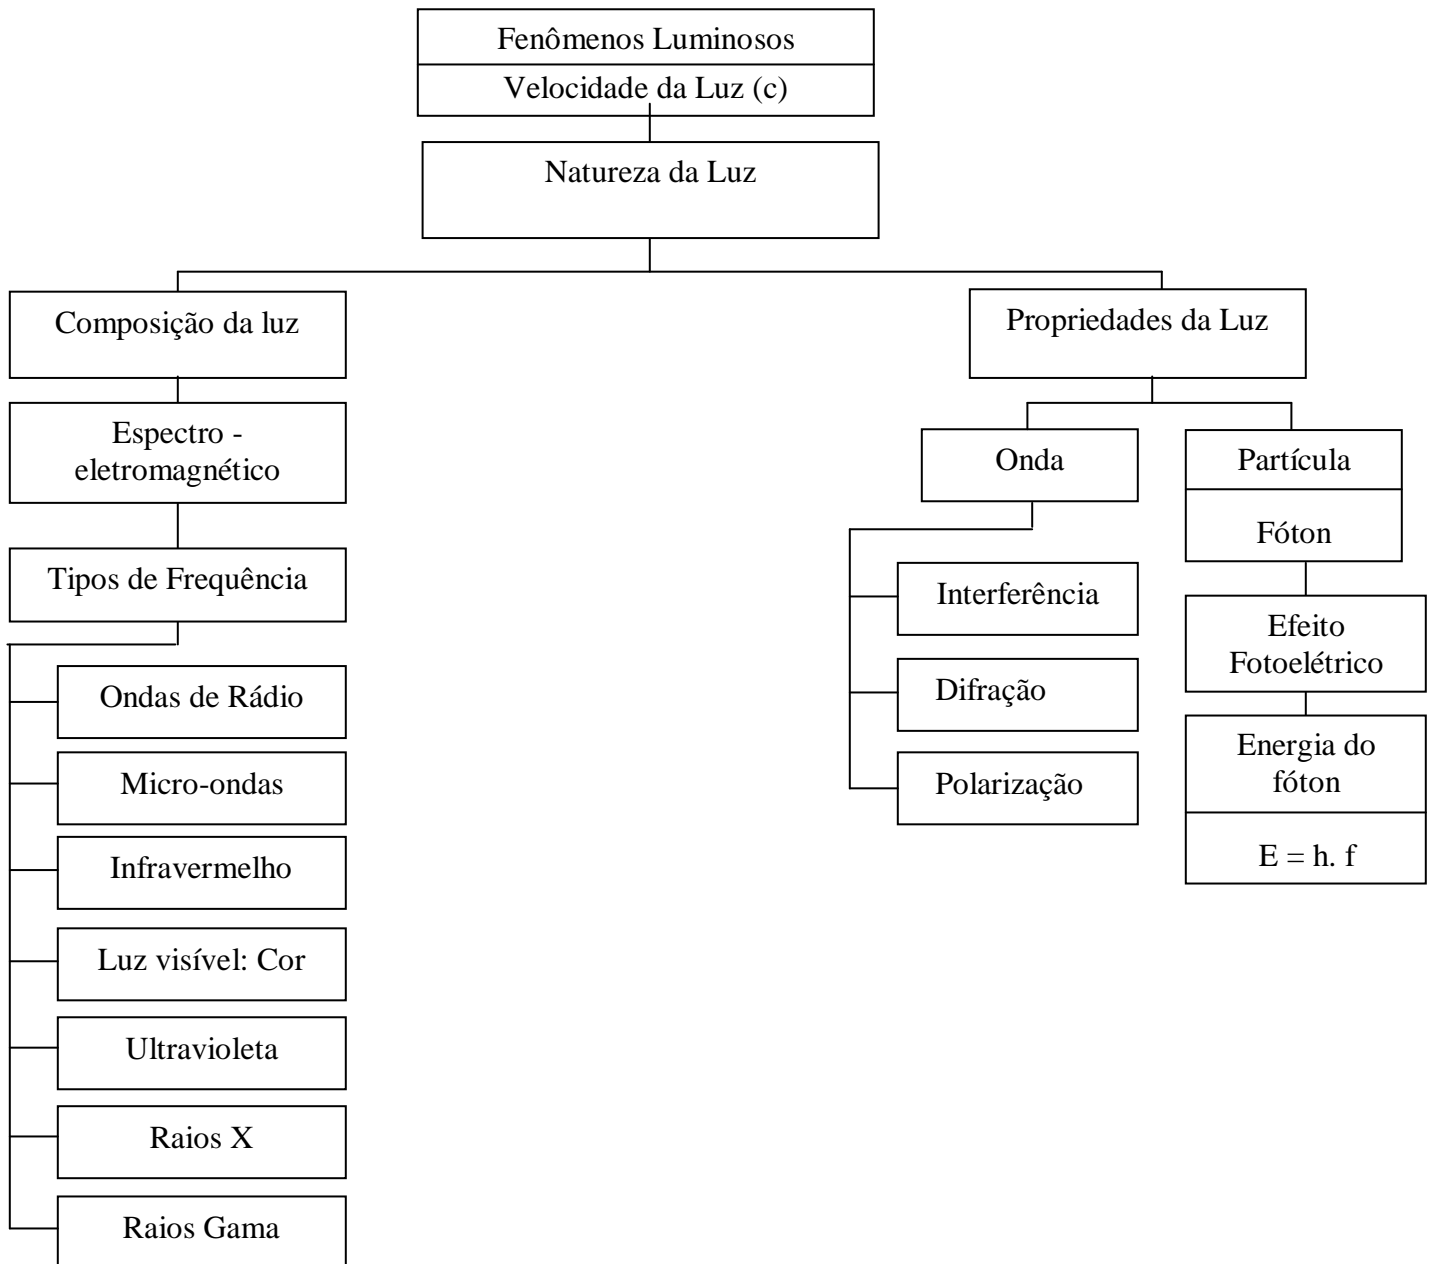 Fenômenos Luminosos
Velocidade da Luz (c)
Natureza da Luz
Composição da luz
Espectro -
eletromagnético
Tipos de Frequência
Ondas de Rádio
Micro-ondas
Infravermelho
Luz visível: Cor
Ultravioleta
Raios X
Raios Gama
Propriedades da Luz
Onda
Interferência
Difração
Polarização
Partícula
Fóton
Efeito
Fotoelétrico
Energia do
fóton
E = h. f